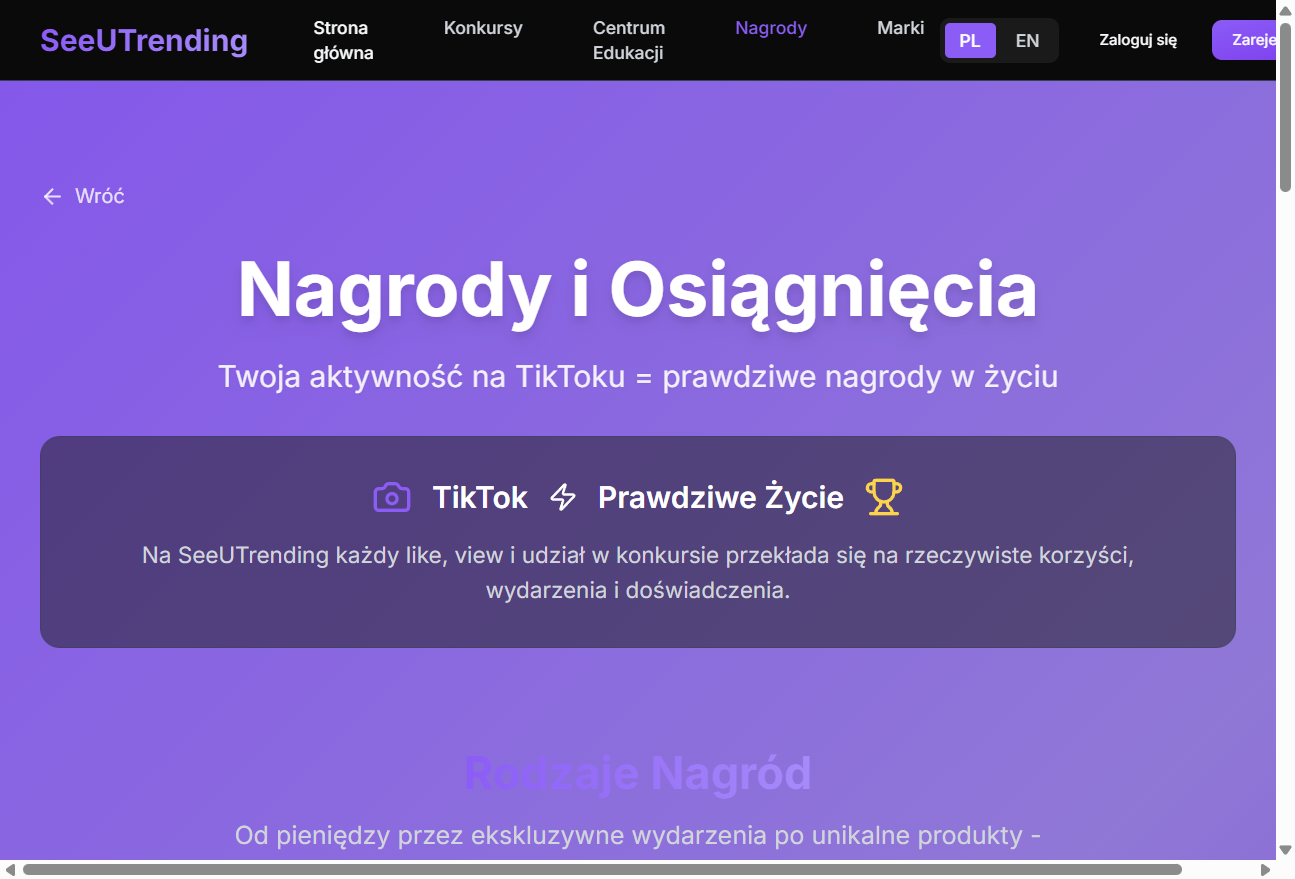 SeeUTrending
Strona główna
Konkursy
Centrum Edukacji
Nagrody
Marki
PL
EN
Zaloguj się
Wróć
Nagrody i Osiągnięcia
Twoja aktywność na TikToku = prawdziwe nagrody w życiu
TikTok
Prawdziwe Życie
Na SeeUTrending każdy like, view i udział w konkursie przekłada się na rzeczywiste korzyści,
wydarzenia i doświadczenia.
Rodzaje Nagród
Od pieniędzy przez ekskluzywne wydarzenia po unikalne produkty -